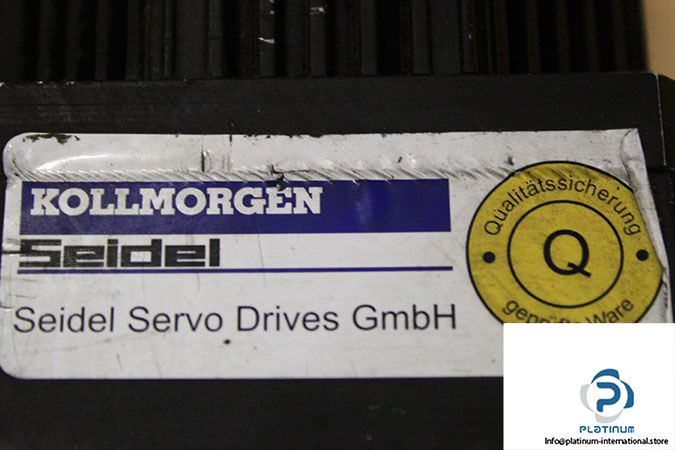 KOLLMORGEN
Seidel
Seidel Servo Drives GmbH
Qualitätssicherung
Q
geprüfte Ware
PLATINUM
Info@platinum-international.store